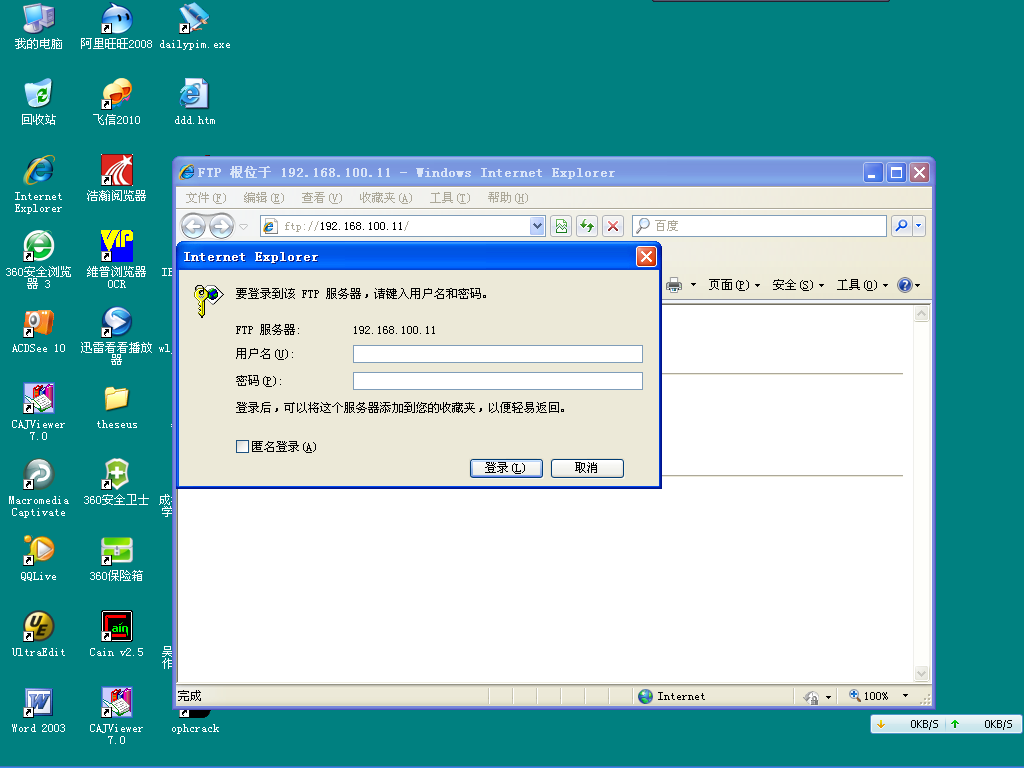 我的电脑
阿里旺旺2008
dailypim.exe
回收站
飞信2010
ddd.htm
Internet
Explorer
浩瀚阅览器
360安全浏览
器 3
维普浏览器
OCR
ACDSee 10
迅雷看看播放
器
CAJViewer
7.0
theseus
Macromedia
Captivate
360安全卫士
QQLive
360保险箱
UltraEdit
Cain v2.5
Word 2003
CAJViewer
7.0
ophcrack
FTP 根位于 192.168.100.11 - Windows Internet Explorer
文件(F) 编辑(E) 查看(V) 收藏夹(A) 工具(T) 帮助(H)
ftp://192.168.100.11/
百度
页面(P) 安全(S) 工具(O)
Internet Explorer
要登录到该 FTP 服务器，请键入用户名和密码。
FTP 服务器: 192.168.100.11
用户名(U):
密码(P):
登录后，可以将这个服务器添加到您的收藏夹，以便轻易返回。
匿名登录(A)
登录(L) 取消
完成 Internet 100%
0KB/S 0KB/S